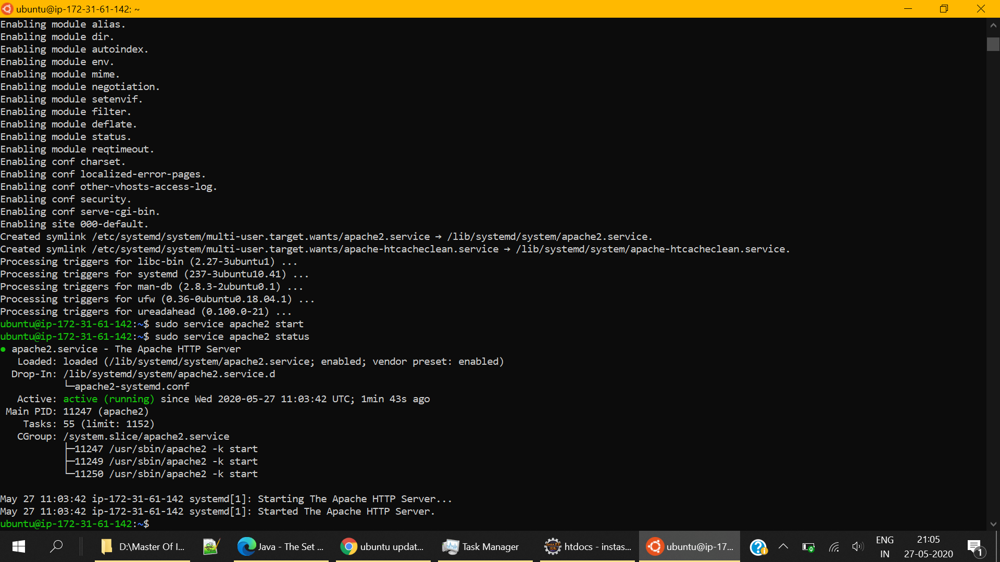 ubuntu@ip-172-31-61-142: ~
Enabling module alias.
Enabling module dir.
Enabling module autoindex.
Enabling module env.
Enabling module mime.
Enabling module negotiation.
Enabling module setenvif.
Enabling module filter.
Enabling module deflate.
Enabling module status.
Enabling module reqtimeout.
Enabling conf charset.
Enabling conf localized-error-pages.
Enabling conf other-vhosts-access-log.
Enabling conf security.
Enabling conf serve-cgi-bin.
Enabling site 000-default.
Created symlink /etc/systemd/system/multi-user.target.wants/apache2.service → /lib/systemd/system/apache2.service.
Created symlink /etc/systemd/system/multi-user.target.wants/apache-htcacheclean.service → /lib/systemd/system/apache-htcacheclean.service.
Processing triggers for libc-bin (2.27-3ubuntu1) ...
Processing triggers for systemd (237-3ubuntu10.41) ...
Processing triggers for man-db (2.8.3-2ubuntu0.1) ...
Processing triggers for ufw (0.36-0ubuntu0.18.04.1) ...
Processing triggers for ureadahead (0.100.0-21) ...
ubuntu@ip-172-31-61-142:~$ sudo service apache2 start
ubuntu@ip-172-31-61-142:~$ sudo service apache2 status
● apache2.service - The Apache HTTP Server
   Loaded: loaded (/lib/systemd/system/apache2.service; enabled; vendor preset: enabled)
  Drop-In: /lib/systemd/system/apache2.service.d
           └─apache2-systemd.conf
   Active: active (running) since Wed 2020-05-27 11:03:42 UTC; 1min 43s ago
 Main PID: 11247 (apache2)
    Tasks: 55 (limit: 1152)
   CGroup: /system.slice/apache2.service
           ├─11247 /usr/sbin/apache2 -k start
           ├─11249 /usr/sbin/apache2 -k start
           └─11250 /usr/sbin/apache2 -k start
May 27 11:03:42 ip-172-31-61-142 systemd[1]: Starting The Apache HTTP Server...
May 27 11:03:42 ip-172-31-61-142 systemd[1]: Started The Apache HTTP Server.
ubuntu@ip-172-31-61-142:~$
D:\Master Of I...
Java - The Set ...
ubuntu updat...
Task Manager
htdocs - instas...
ubuntu@ip-17...
ENG
IN
21:05
27-05-2020
1